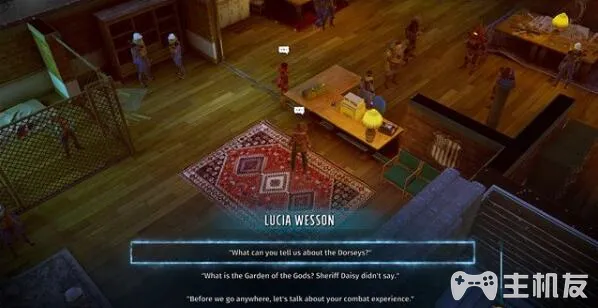 LUCIA WESSON
"What can you tell us about the Dorseys?"
"What is the Garden of the Gods? Sheriff Daisy didn't say."
"Before we go anywhere, let's talk about your combat experience."
主机友